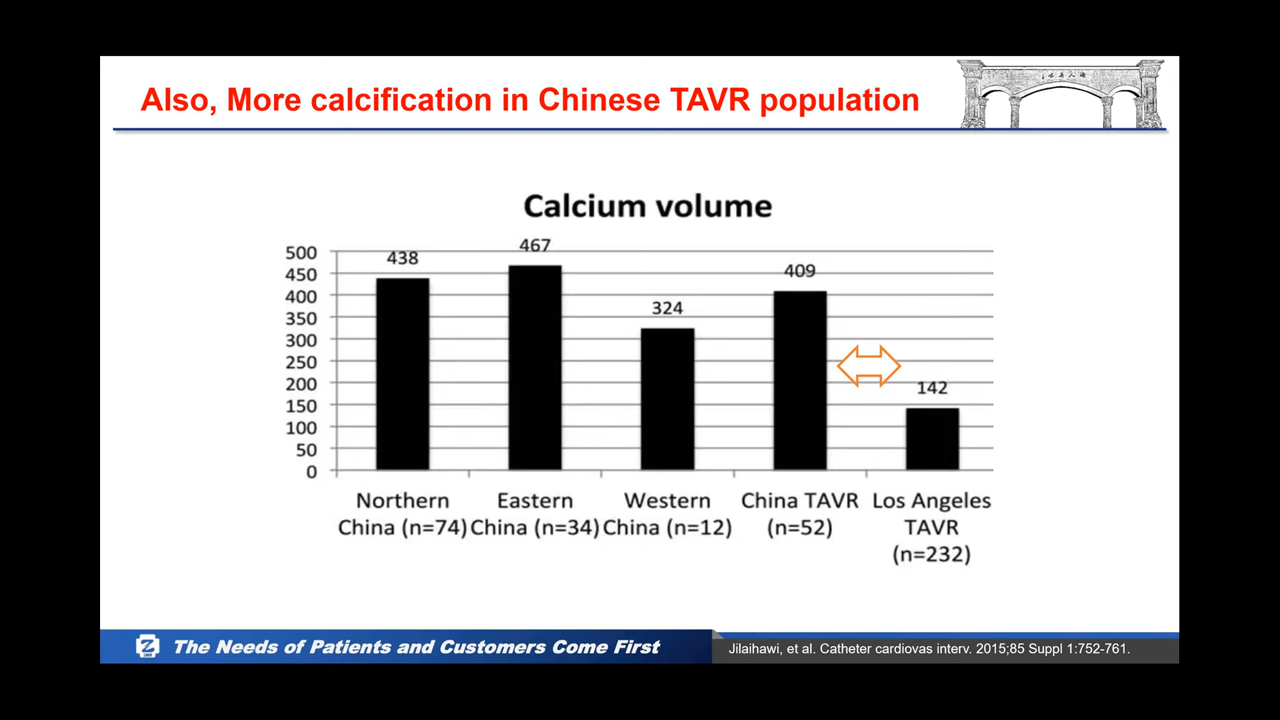 Also, More calcification in Chinese TAVR population
Calcium volume
500
450
400
350
300
250
200
150
100
50
0
438
467
324
409
142
Northern China (n=74)
Eastern China (n=34)
Western China (n=12)
China TAVR (n=52)
Los Angeles TAVR (n=232)
The Needs of Patients and Customers Come First
Jilaihawi, et al. Catheter cardiovas interv. 2015;85 Suppl 1:752-761.